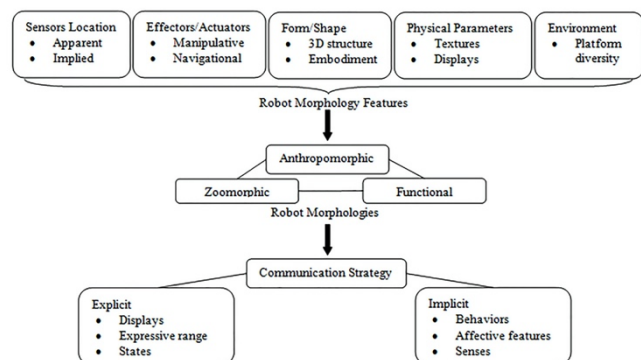 Sensors Location
• Apparent
• Implied
Effectors/Actuators
• Manipulative
• Navigational
Form/Shape
• 3D structure
• Embodiment
Physical Parameters
• Textures
• Displays
Environment
• Platform
diversity
Robot Morphology Features
Anthropomorphic
Zoomorphic
Functional
Robot Morphologies
Communication Strategy
Explicit
• Displays
• Expressive range
• States
Implicit
• Behaviors
• Affective features
• Senses